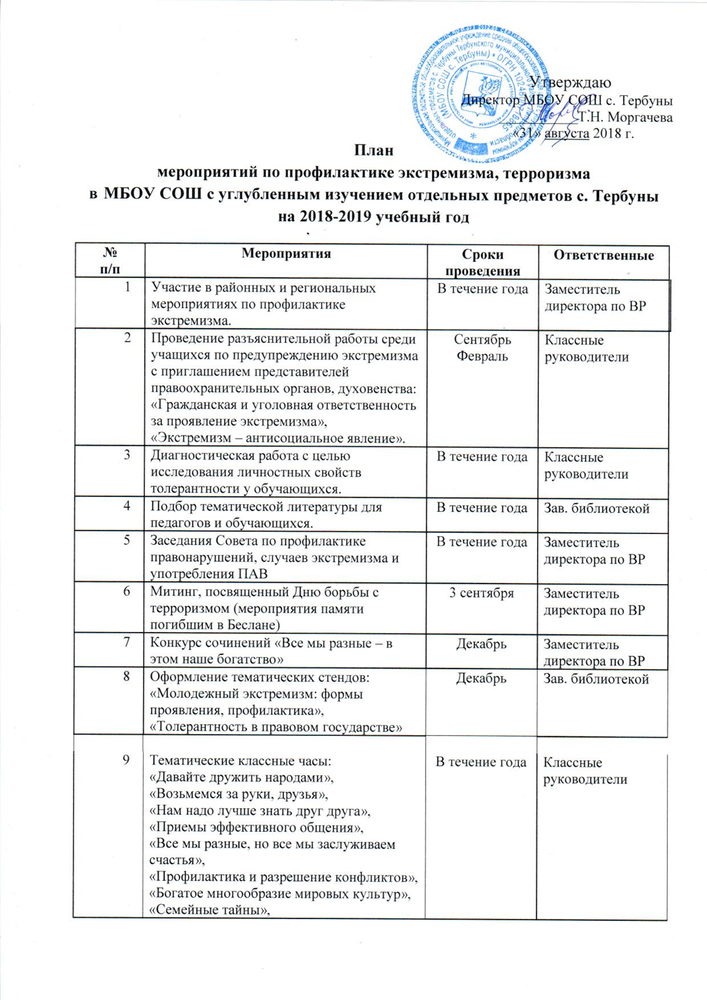 Утверждаю
Директор МБОУ СОШ с. Тербуны
Т.Н. Моргачева
«31» августа 2018 г.
План
мероприятий по профилактике экстремизма, терроризма
в МБОУ СОШ с углубленным изучением отдельных предметов с. Тербуны
на 2018-2019 учебный год
№
п/п
Мероприятия
Сроки
проведения
Ответственные
1
Участие в районных и региональных
мероприятиях по профилактике
экстремизма.
В течение года
Заместитель
директора по ВР
2
Проведение разъяснительной работы среди
учащихся по предупреждению экстремизма
с приглашением представителей
правоохранительных органов, духовенства:
«Гражданская и уголовная ответственность
за проявление экстремизма»,
«Экстремизм – антисоциальное явление».
Сентябрь
Февраль
Классные
руководители
3
Диагностическая работа с целью
исследования личностных свойств
толерантности у обучающихся.
В течение года
Классные
руководители
4
Подбор тематической литературы для
педагогов и обучающихся.
В течение года
Зав. библиотекой
5
Заседания Совета по профилактике
правонарушений, случаев экстремизма и
употребления ПАВ
В течение года
Заместитель
директора по ВР
6
Митинг, посвященный Дню борьбы с
терроризмом (мероприятия памяти
погибшим в Беслане)
3 сентября
Заместитель
директора по ВР
7
Конкурс сочинений «Все мы разные – в
этом наше богатство»
Декабрь
Заместитель
директора по ВР
8
Оформление тематических стендов:
«Молодежный экстремизм: формы
проявления, профилактика»,
«Толерантность в правовом государстве»
Декабрь
Зав. библиотекой
9
Тематические классные часы:
«Давайте дружить народами»,
«Возьмемся за руки, друзья»,
«Нам надо лучше знать друг друга»,
«Приемы эффективного общения»,
«Все мы разные, но все мы заслуживаем
счастья»,
«Профилактика и разрешение конфликтов»,
«Богатое многообразие мировых культур»,
«Семейные тайны»,
В течение года
Классные
руководители
(МБОУ СОШ с. Тербуны)